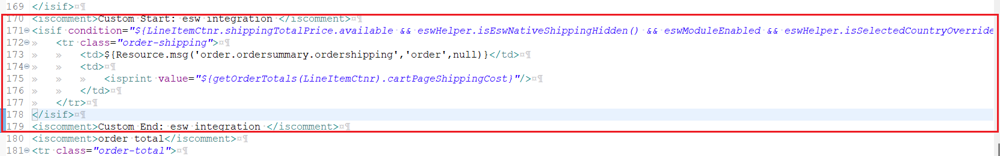 169 </isif>¤¶
170 <iscomment>Custom Start: esw integration </iscomment>¤¶
171 <isif condition="${LineItemCtnr.shippingTotalPrice.available && eswHelper.isEswNativeShippingHidden() && eswModuleEnabled && eswHelper.isSelectedCountryOverride
172 » <tr class="order-shipping">¤¶
173 » » <td>${Resource.msg('order.ordersummary.ordershipping','order',null)}</td>¤¶
174 » » <td>¤¶
175 » » » <isprint value="${getOrderTotals(LineItemCtnr).cartPageShippingCost}"/>¤¶
176 » » </td>¤¶
177 » </tr>¤¶
178 </isif>¤¶
179 <iscomment>Custom End: esw integration </iscomment>¤¶
180 <iscomment>order total</iscomment>¤¶
181 <tr class="order-total">¤¶